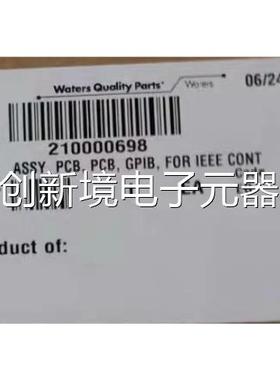 Waters Quality Parts™ Waters 06/24
210000698
ASSY, PCB, PCB, GPIB, FOR IEEE CONT
创新境电子元器
oduct of: